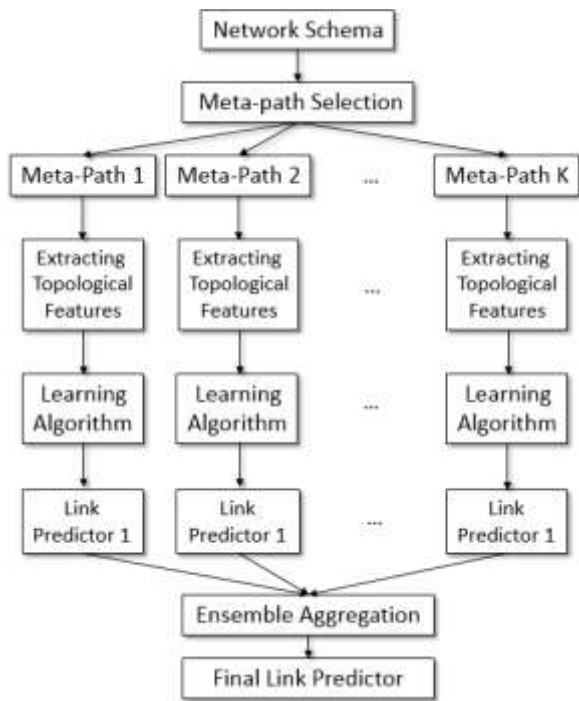 Network Schema
Meta-path Selection
Meta-Path 1
Meta-Path 2
...
Meta-Path K
Extracting
Topological
Features
Extracting
Topological
Features
...
Extracting
Topological
Features
Learning
Algorithm
Learning
Algorithm
...
Learning
Algorithm
Link
Predictor 1
Link
Predictor 1
...
Link
Predictor 1
Ensemble Aggregation
Final Link Predictor